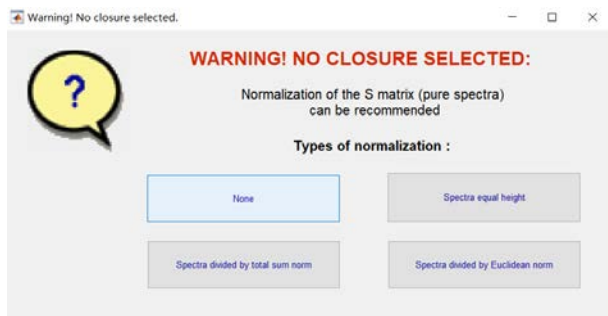 Warning! No closure selected.
WARNING! NO CLOSURE SELECTED:
?
Normalization of the S matrix (pure spectra)
can be recommended
Types of normalization :
None
Spectra equal height
Spectra divided by total sum norm
Spectra divided by Euclidean norm